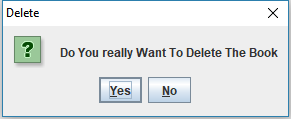 Delete
Do You really Want To Delete The Book
Yes No